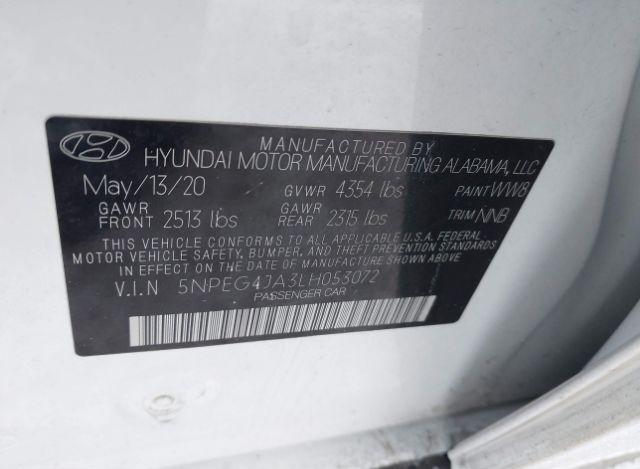 MANUFACTURED BY
HYUNDAI MOTOR MANUFACTURING ALABAMA, LLC
May/13/20 GVWR 4354 lbs PAINT WW8
GAWR FRONT 2513 lbs GAWR REAR 2315 lbs TRIM NNB
THIS VEHICLE CONFORMS TO ALL APPLICABLE U.S.A. FEDERAL
MOTOR VEHICLE SAFETY, BUMPER, AND THEFT PREVENTION STANDARDS
IN EFFECT ON THE DATE OF MANUFACTURE SHOWN ABOVE
V.I.N 5NPEG4JA3LH053072
PASSENGER CAR